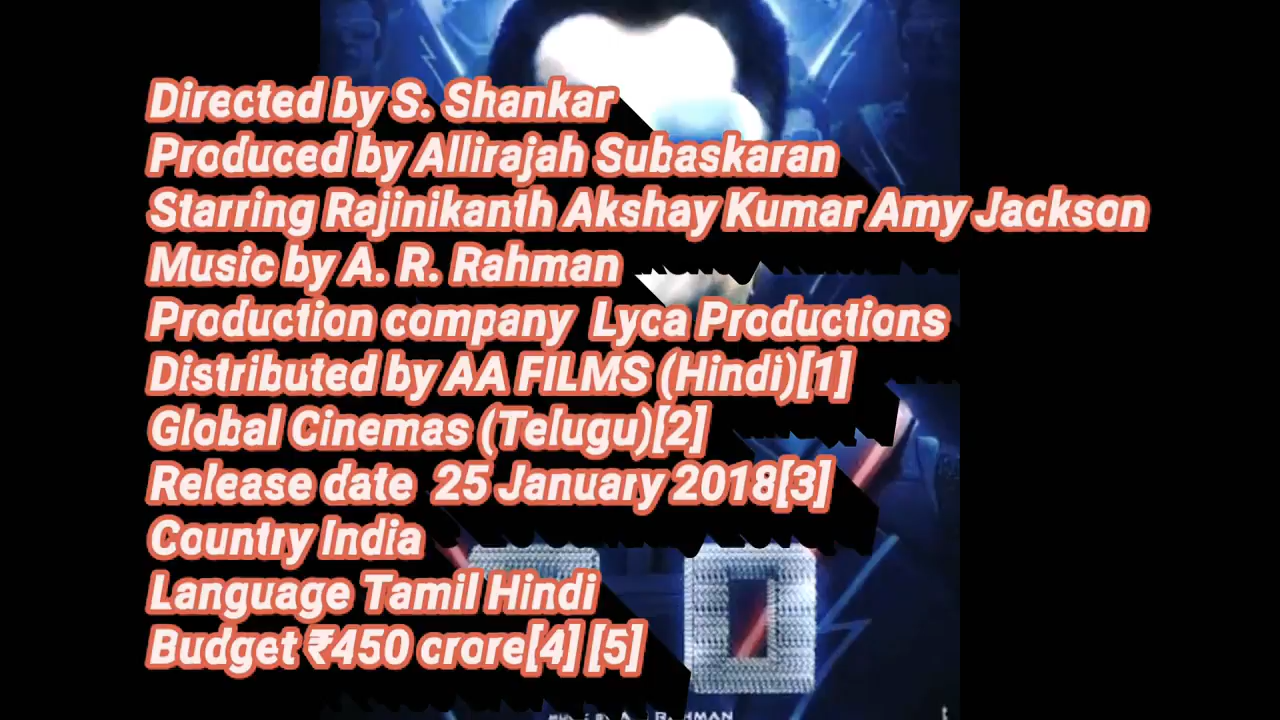 Directed by S. Shankar
Produced by Allirajah Subaskaran
Starring Rajinikanth Akshay Kumar Amy Jackson
Music by A. R. Rahman
Production company Lyca Productions
Distributed by AA FILMS (Hindi)[1]
Global Cinemas (Telugu)[2]
Release date 25 January 2018[3]
Country India
Language Tamil Hindi
Budget ₹450 crore[4] [5]